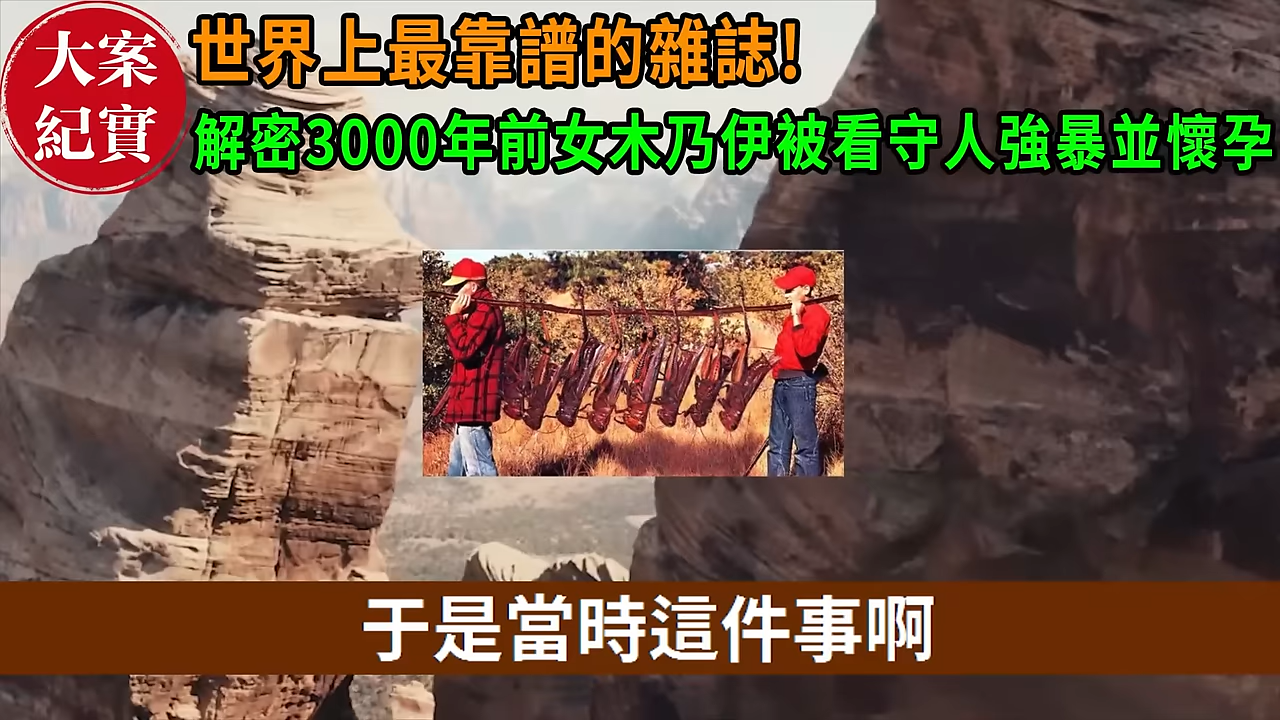 大案
紀實
世界上最靠譜的雜誌!
解密3000年前女木乃伊被看守人強暴並懷孕
于是當時這件事啊